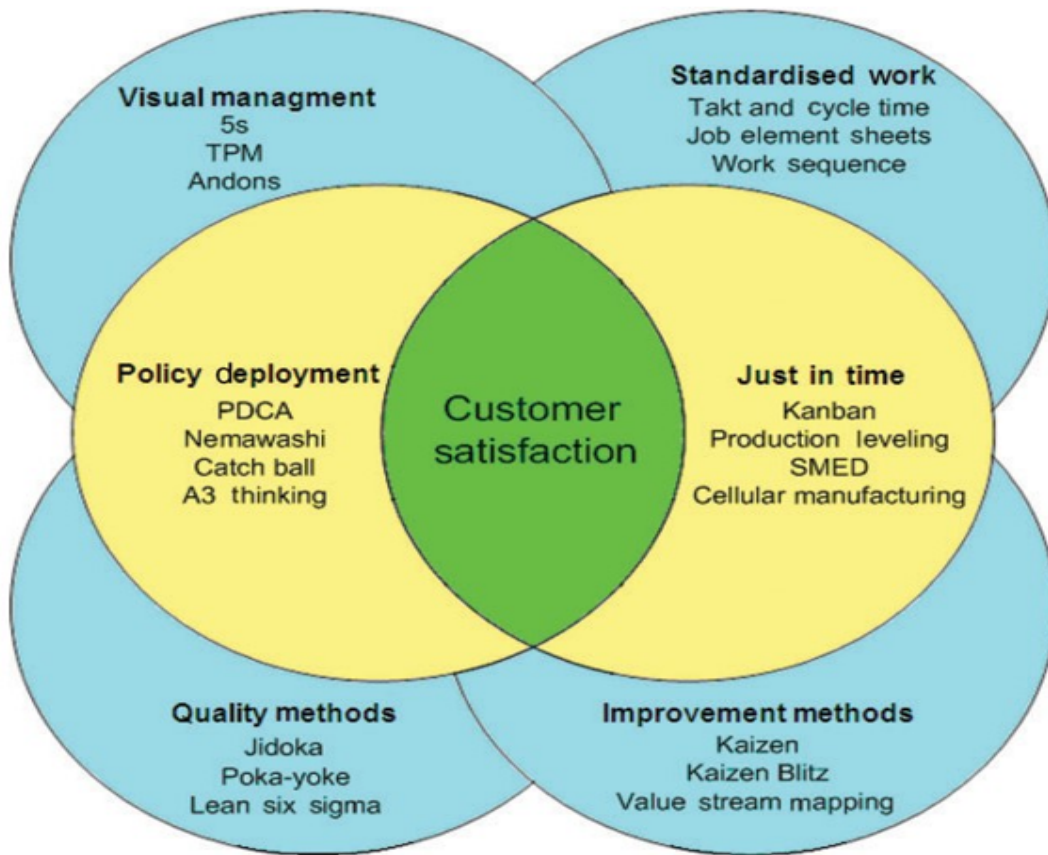 Visual managment
5s
TPM
Andons
Standardised work
Takt and cycle time
Job element sheets
Work sequence
Policy deployment
PDCA
Nemawashi
Catch ball
A3 thinking
Customer
satisfaction
Just in time
Kanban
Production leveling
SMED
Cellular manufacturing
Quality methods
Jidoka
Poka-yoke
Lean six sigma
Improvement methods
Kaizen
Kaizen Blitz
Value stream mapping